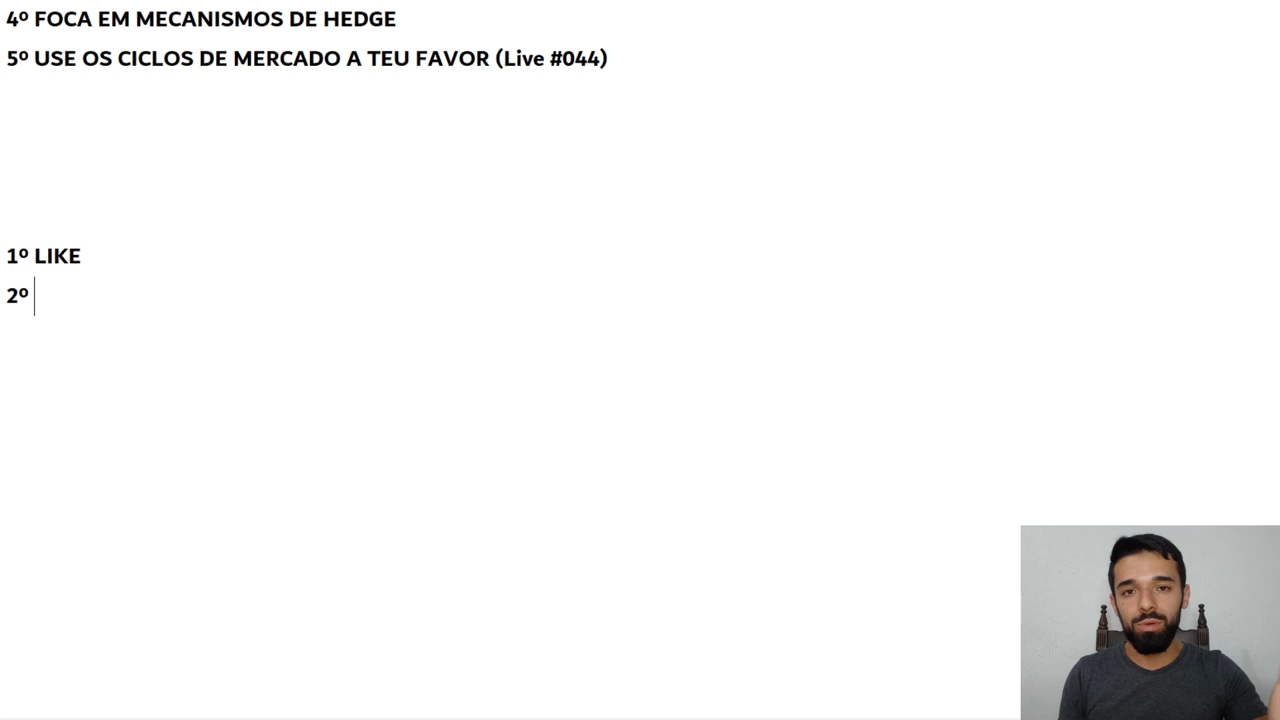 4º FOCA EM MECANISMOS DE HEDGE
5º USE OS CICLOS DE MERCADO A TEU FAVOR (Live #044)
1º LIKE
2º